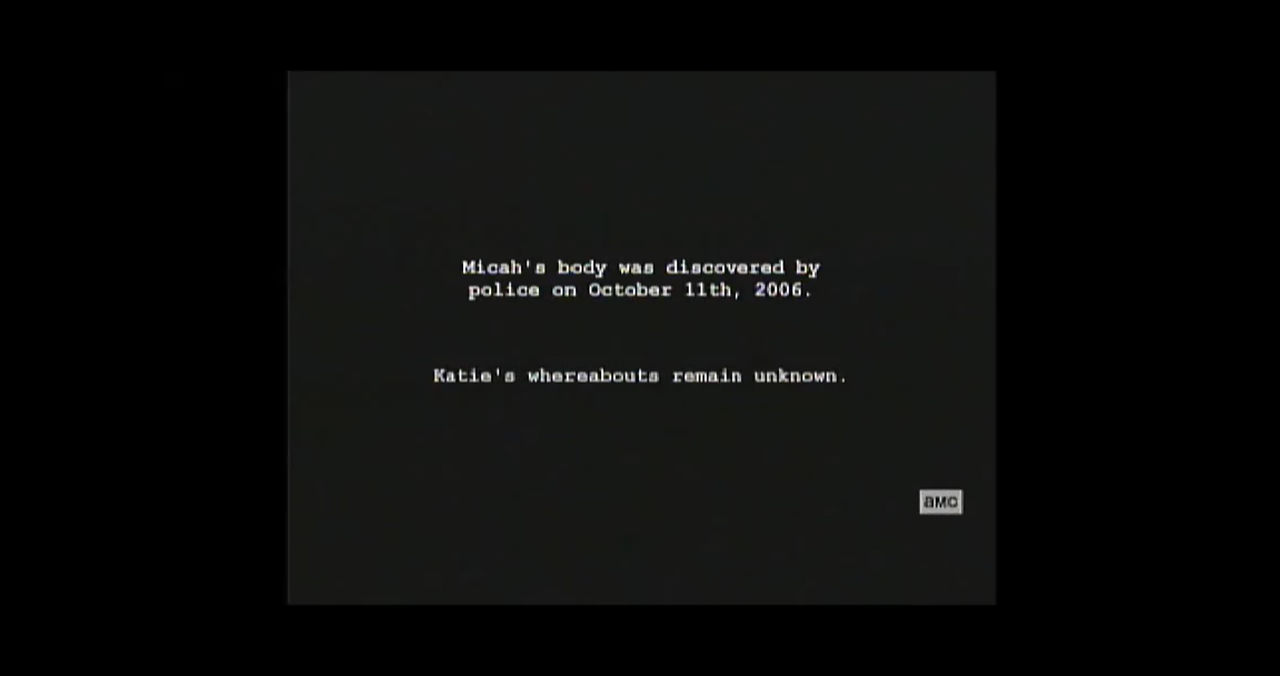 Micah's body was discovered by
police on October 11th, 2006.
Katie's whereabouts remain unknown.
amc